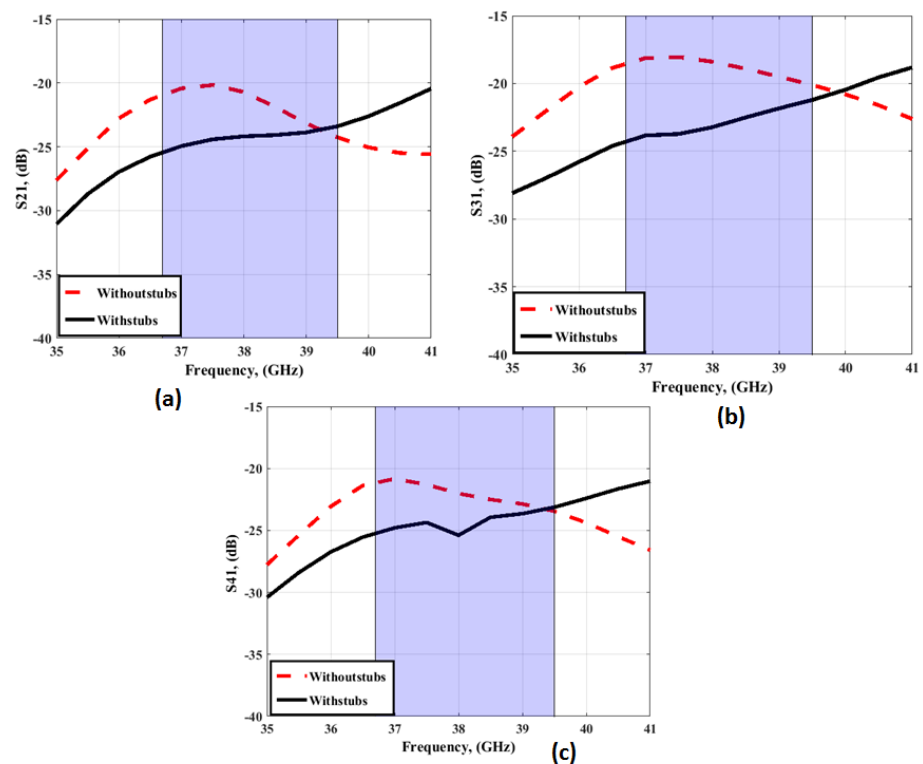 -15
-20
-25
-30
-35
-40
S21, (dB)
Withoutstubs
Withstubs
35 36 37 38 39 40 41
Frequency, (GHz)
(a)
-15
-20
-25
-30
-35
-40
S31, (dB)
Withoutstubs
Withstubs
35 36 37 38 39 40 41
Frequency, (GHz)
(b)
-15
-20
-25
-30
-35
-40
S41, (dB)
Withoutstubs
Withstubs
35 36 37 38 39 40 41
Frequency, (GHz)
(c)